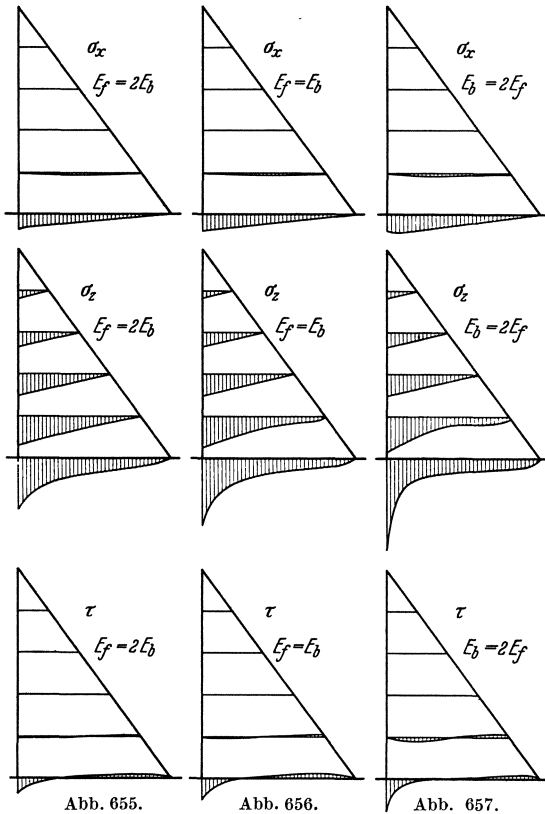 σx σx σx
Ef = 2Eb Ef = Eb Eb = 2Ef
σz σz σz
Ef = 2Eb Ef = Eb Eb = 2Ef
τ τ τ
Ef = 2Eb Ef = Eb Eb = 2Ef
Abb. 655. Abb. 656. Abb. 657.